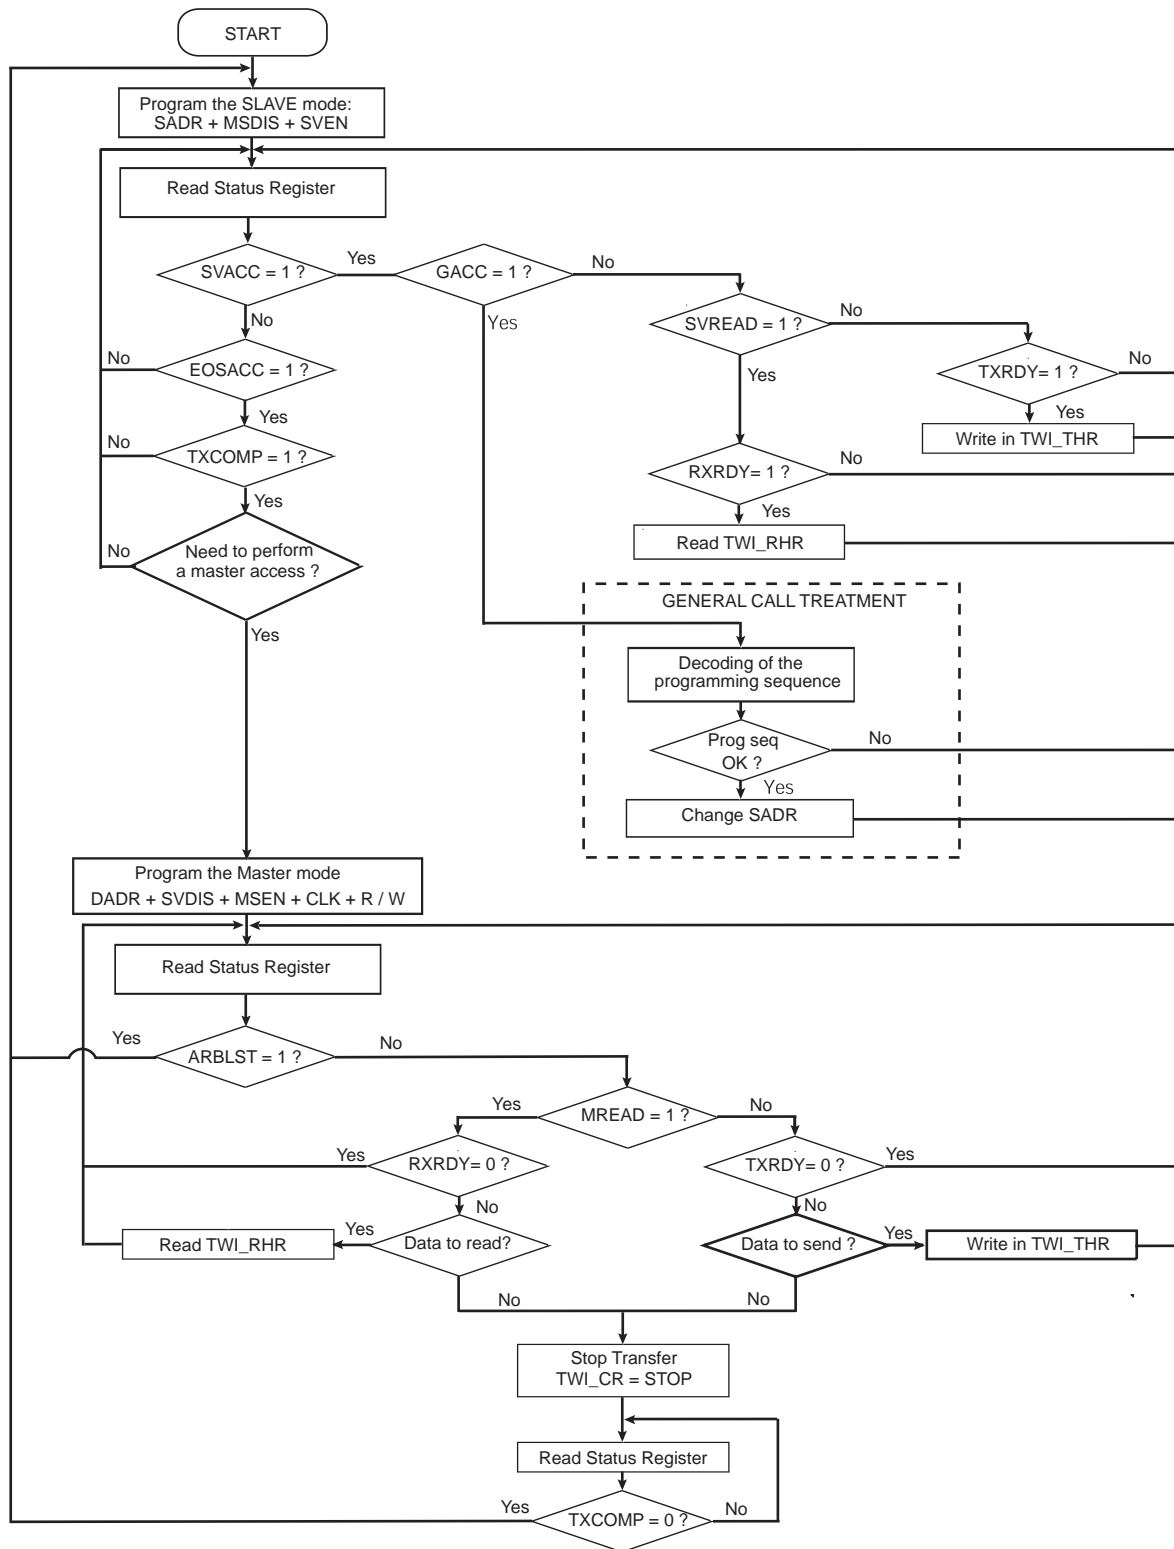 START
Program the SLAVE mode:
SADR + MSDIS + SVEN
Read Status Register
SVACC = 1 ?
Yes
GACC = 1 ?
No
No
Yes
SVREAD = 1 ?
No
Yes
TXRDY= 1 ?
No
Yes
Write in TWI_THR
No
EOSACC = 1 ?
Yes
No
TXCOMP = 1 ?
Yes
RXRDY= 1 ?
No
Yes
Read TWI_RHR
No
Need to perform
a master access ?
Yes
GENERAL CALL TREATMENT
Decoding of the
programming sequence
Prog seq
OK ?
No
Yes
Change SADR
Program the Master mode
DADR + SVDIS + MSEN + CLK + R / W
Read Status Register
Yes
ARBLST = 1 ?
No
Yes
MREAD = 1 ?
No
Yes
RXRDY= 0 ?
No
TXRDY= 0 ?
Yes
No
Read TWI_RHR
Yes
Data to read?
No
Data to send ?
Yes
Write in TWI_THR
No
Stop Transfer
TWI_CR = STOP
Read Status Register
Yes
TXCOMP = 0 ?
No